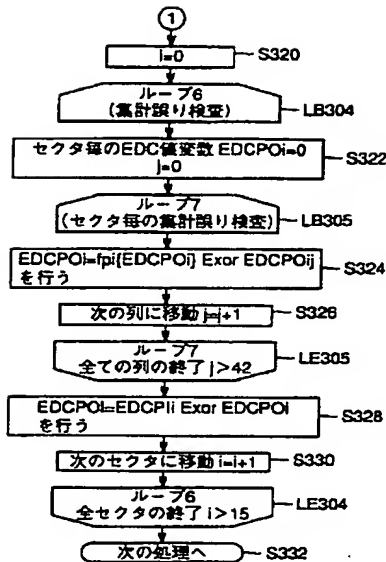 1
i=0
S320
ループ6
(集計誤り検査)
LB304
セクタ毎のEDC値変数 EDCPOi=0
j=0
S322
ループ7
(セクタ毎の集計誤り検査)
LB305
EDCPOi=fpi{EDCPOi} Exor EDCPOij
を行う
S324
次の列に移動 j=j+1
S326
ループ7
全ての列の終了 j>42
LE305
EDCPOi=EDCPIi Exor EDCPOi
を行う
S328
次のセクタに移動 i=i+1
S330
ループ6
全セクタの終了 i>15
LE304
次の処理へ
S332